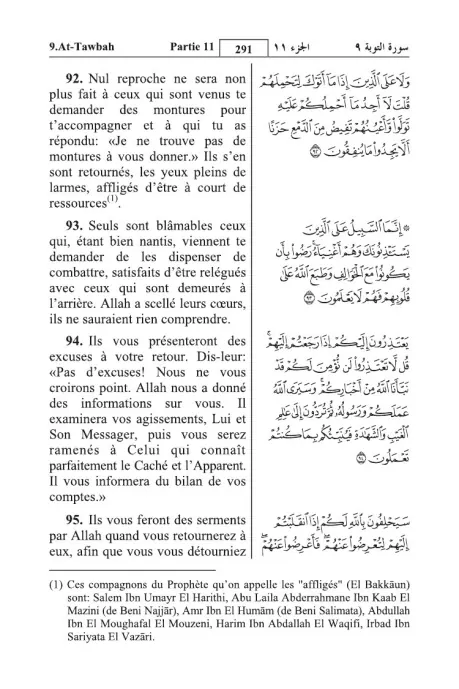 9.At-Tawbah Partie 11 291 الجزء ١١ سورة التوبة ٩
92. Nul reproche ne sera non
plus fait à ceux qui sont venus te
demander des montures pour
t’accompagner et à qui tu as
répondu: «Je ne trouve pas de
montures à vous donner.» Ils s’en
sont retournés, les yeux pleins de
larmes, affligés d’être à court de
ressources(1).
93. Seuls sont blâmables ceux
qui, étant bien nantis, viennent te
demander de les dispenser de
combattre, satisfaits d’être relégués
avec ceux qui sont demeurés à
l’arrière. Allah a scellé leurs cœurs,
ils ne sauraient rien comprendre.
94. Ils vous présenteront des
excuses à votre retour. Dis-leur:
«Pas d’excuses! Nous ne vous
croirons point. Allah nous a donné
des informations sur vous. Il
examinera vos agissements, Lui et
Son Messager, puis vous serez
ramenés à Celui qui connaît
parfaitement le Caché et l’Apparent.
Il vous informera du bilan de vos
comptes.»
95. Ils vous feront des serments
par Allah quand vous retournerez à
eux, afin que vous vous détourniez
وَلَا عَلَى ٱلَّذِينَ إِذَا مَآ أَتَوْكَ لِتَحْمِلَهُمْ
قُلْتَ لَآ أَجِدُ مَآ أَحْمِلُكُمْ عَلَيْهِ
تَوَلَّوا۟ وَّأَعْيُنُهُمْ تَفِيضُ مِنَ ٱلدَّمْعِ حَزَنًا
أَلَّا يَجِدُوا۟ مَا يُنفِقُونَ ٩٢
۞ إِنَّمَا ٱلسَّبِيلُ عَلَى ٱلَّذِينَ
يَسْتَـْٔذِنُونَكَ وَهُمْ أَغْنِيَآءُ رَضُوا۟ بِأَن
يَكُونُوا۟ مَعَ ٱلْخَوَالِفِ وَطَبَعَ ٱللَّهُ عَلَىٰ
قُلُوبِهِمْ فَهُمْ لَا يَعْلَمُونَ ٩٣
يَعْتَذِرُونَ إِلَيْكُمْ إِذَا رَجَعْتُمْ إِلَيْهِمْ
قُل لَّا تَعْتَذِرُوا۟ لَن نُّؤْمِنَ لَكُمْ قَدْ
نَبَّأَنَا ٱللَّهُ مِنْ أَخْبَارِكُمْ وَسَيَرَى ٱللَّهُ
عَمَلَكُمْ وَرَسُولُهُۥ ثُمَّ تُرَدُّونَ إِلَىٰ عَٰلِمِ
ٱلْغَيْبِ وَٱلشَّهَٰدَةِ فَيُنَبِّئُكُم بِمَا كُنتُمْ
تَعْمَلُونَ ٩٤
سَيَحْلِفُونَ بِٱللَّهِ لَكُمْ إِذَا ٱنقَلَبْتُمْ
إِلَيْهِمْ لِتُعْرِضُوا۟ عَنْهُمْ فَأَعْرِضُوا۟ عَنْهُمْ
(1) Ces compagnons du Prophète qu’on appelle les "affligés" (El Bakkāun)
sont: Salem Ibn Umayr El Harithi, Abu Laila Abderrahmane Ibn Kaab El
Mazini (de Beni Najjār), Amr Ibn El Humām (de Beni Salimata), Abdullah
Ibn El Moughafal El Mouzeni, Harim Ibn Abdallah El Waqifi, Irbad Ibn
Sariyata El Vazāri.